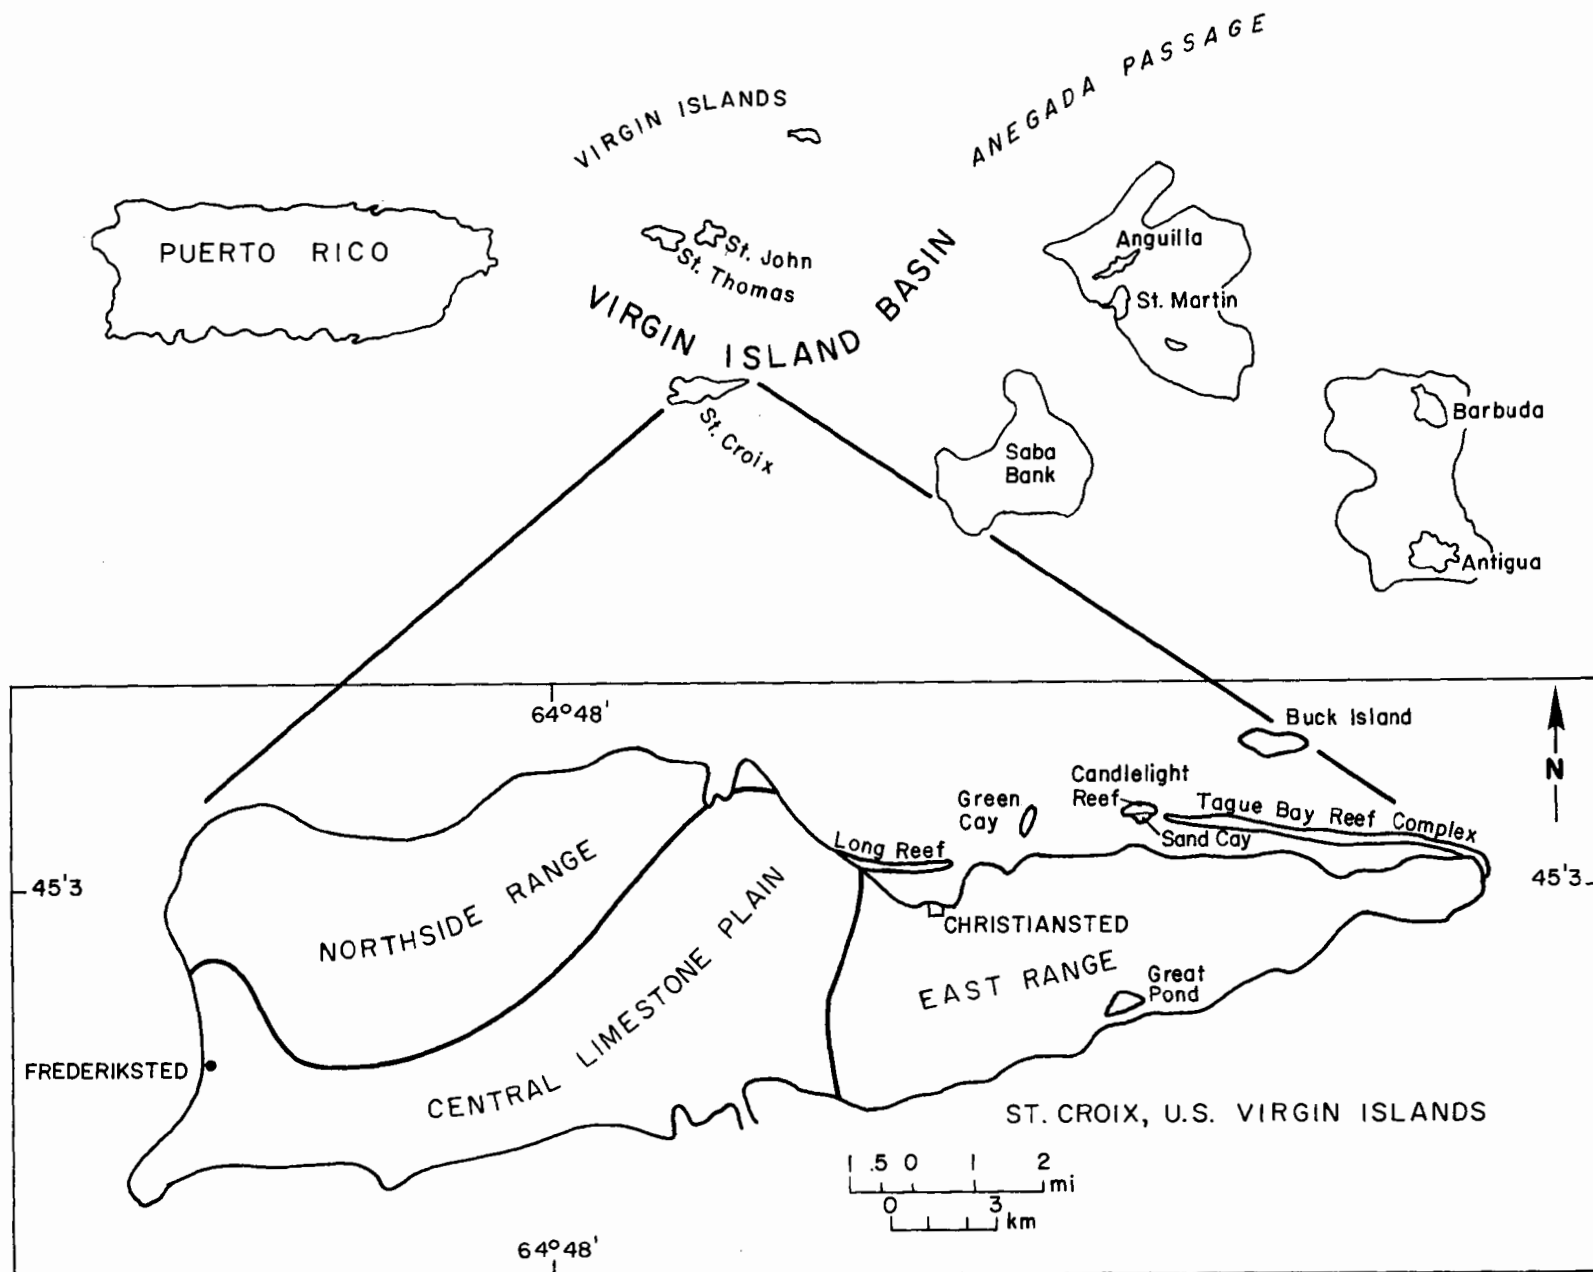 ANEGADA PASSAGE
VIRGIN ISLANDS
PUERTO RICO
St. John
St. Thomas
VIRGIN ISLAND BASIN
Anguilla
St. Martin
St. Croix
Saba
Bank
Barbuda
Antigua
64°48'
Buck Island
N
Candlelight
Reef
Green
Cay
Tague Bay Reef Complex
Sand Cay
Long Reef
45'3
45'3
NORTHSIDE RANGE
CHRISTIANSTED
CENTRAL LIMESTONE PLAIN
EAST RANGE
Great
Pond
FREDERIKSTED
ST. CROIX, U.S. VIRGIN ISLANDS
1 .5 0 1 2
mi
0 3
km
64°48'